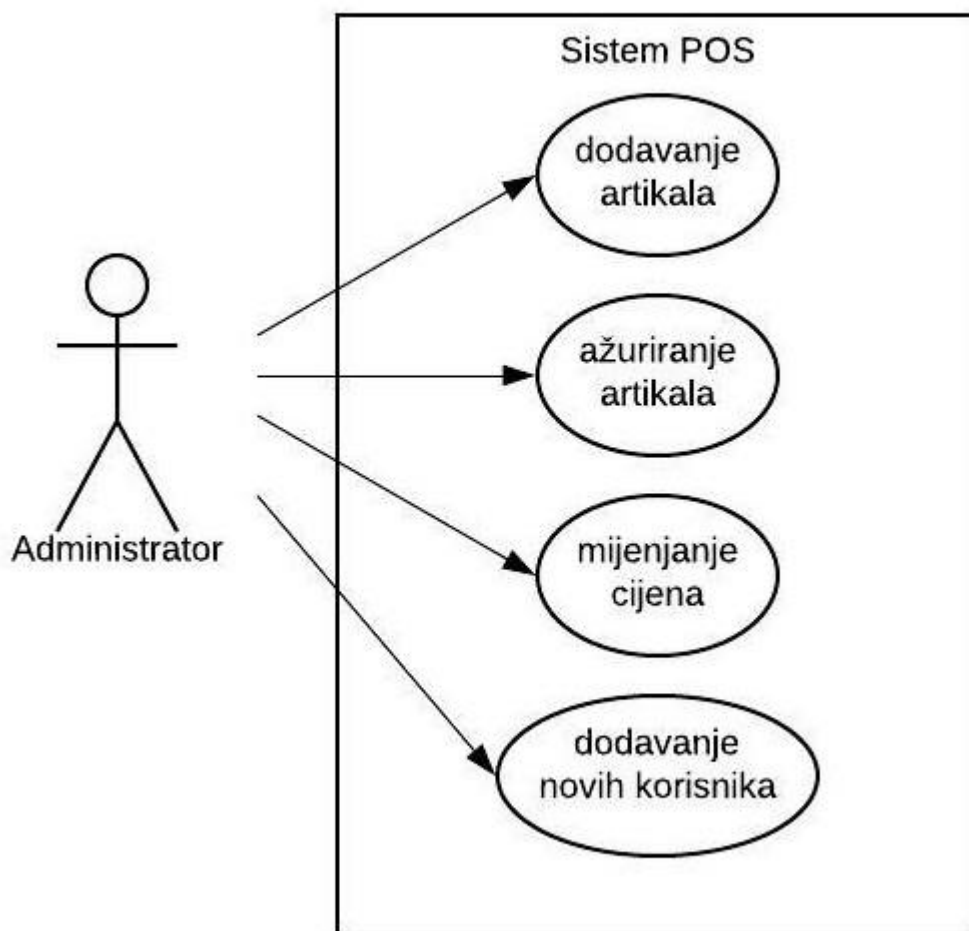 Sistem POS
dodavanje
artikala
ažuriranje
artikala
mijenjanje
cijena
dodavanje
novih korisnika
Administrator